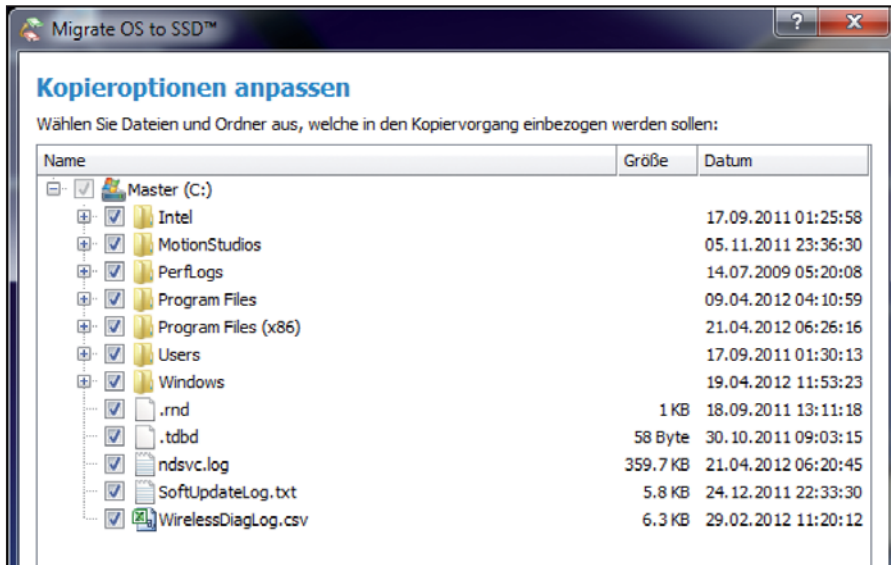 Migrate OS to SSD™
Kopieroptionen anpassen
Wählen Sie Dateien und Ordner aus, welche in den Kopiervorgang einbezogen werden sollen:
Name Größe Datum
Master (C:)
Intel 17.09.2011 01:25:58
MotionStudios 05.11.2011 23:36:30
PerfLogs 14.07.2009 05:20:08
Program Files 09.04.2012 04:10:59
Program Files (x86) 21.04.2012 06:26:16
Users 17.09.2011 01:30:13
Windows 19.04.2012 11:53:23
.rnd 1 KB 18.09.2011 13:11:18
.tdbd 58 Byte 30.10.2011 09:03:15
ndsvc.log 359.7 KB 21.04.2012 06:20:45
SoftUpdateLog.txt 5.8 KB 24.12.2011 22:33:30
WirelessDiagLog.csv 6.3 KB 29.02.2012 11:20:12